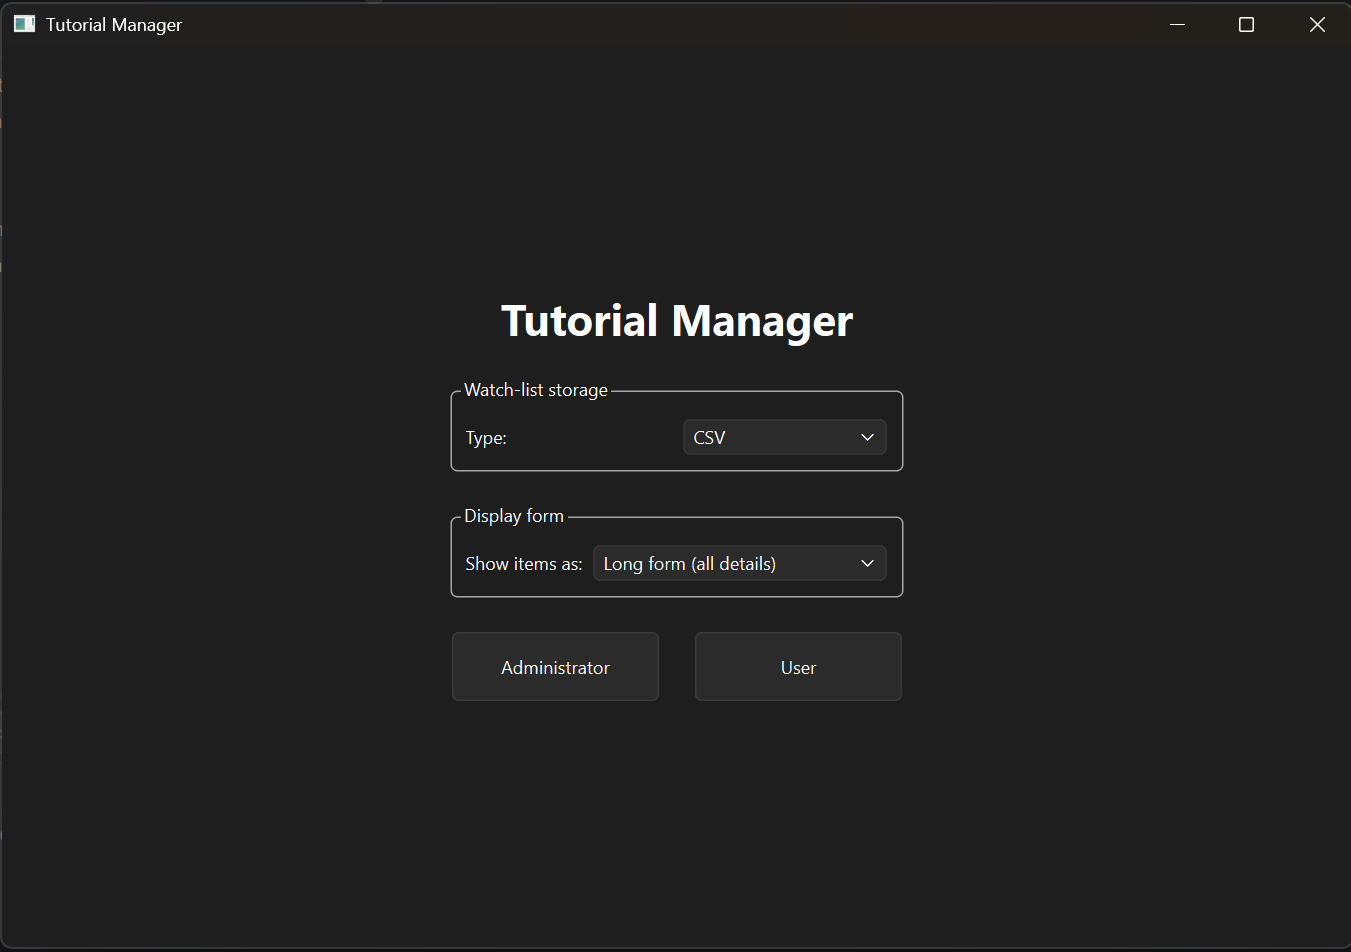 Tutorial Manager
Tutorial Manager
Watch-list storage
Type: CSV
Display form
Show items as: Long form (all details)
Administrator User